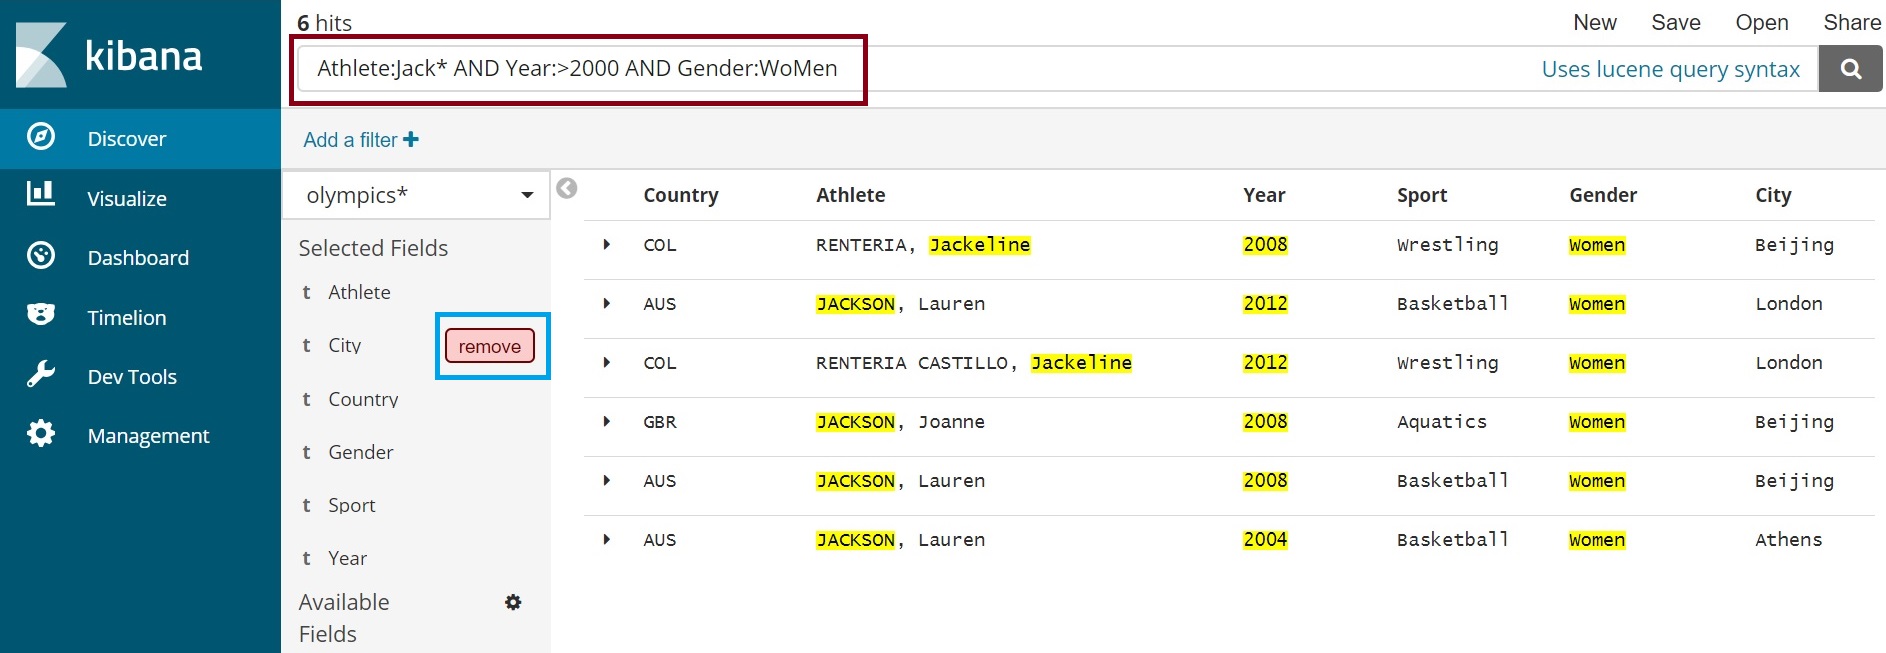 kibana
Discover
Visualize
Dashboard
Timelion
Dev Tools
Management
6 hits
New Save Open Share
Athlete:Jack* AND Year:>2000 AND Gender:WoMen
Uses lucene query syntax
Add a filter +
olympics*
Selected Fields
t Athlete
t City remove
t Country
t Gender
t Sport
t Year
Available
Fields
Country Athlete Year Sport Gender City
COL RENTERIA, Jackeline 2008 Wrestling Women Beijing
AUS JACKSON, Lauren 2012 Basketball Women London
COL RENTERIA CASTILLO, Jackeline 2012 Wrestling Women London
GBR JACKSON, Joanne 2008 Aquatics Women Beijing
AUS JACKSON, Lauren 2008 Basketball Women Beijing
AUS JACKSON, Lauren 2004 Basketball Women Athens